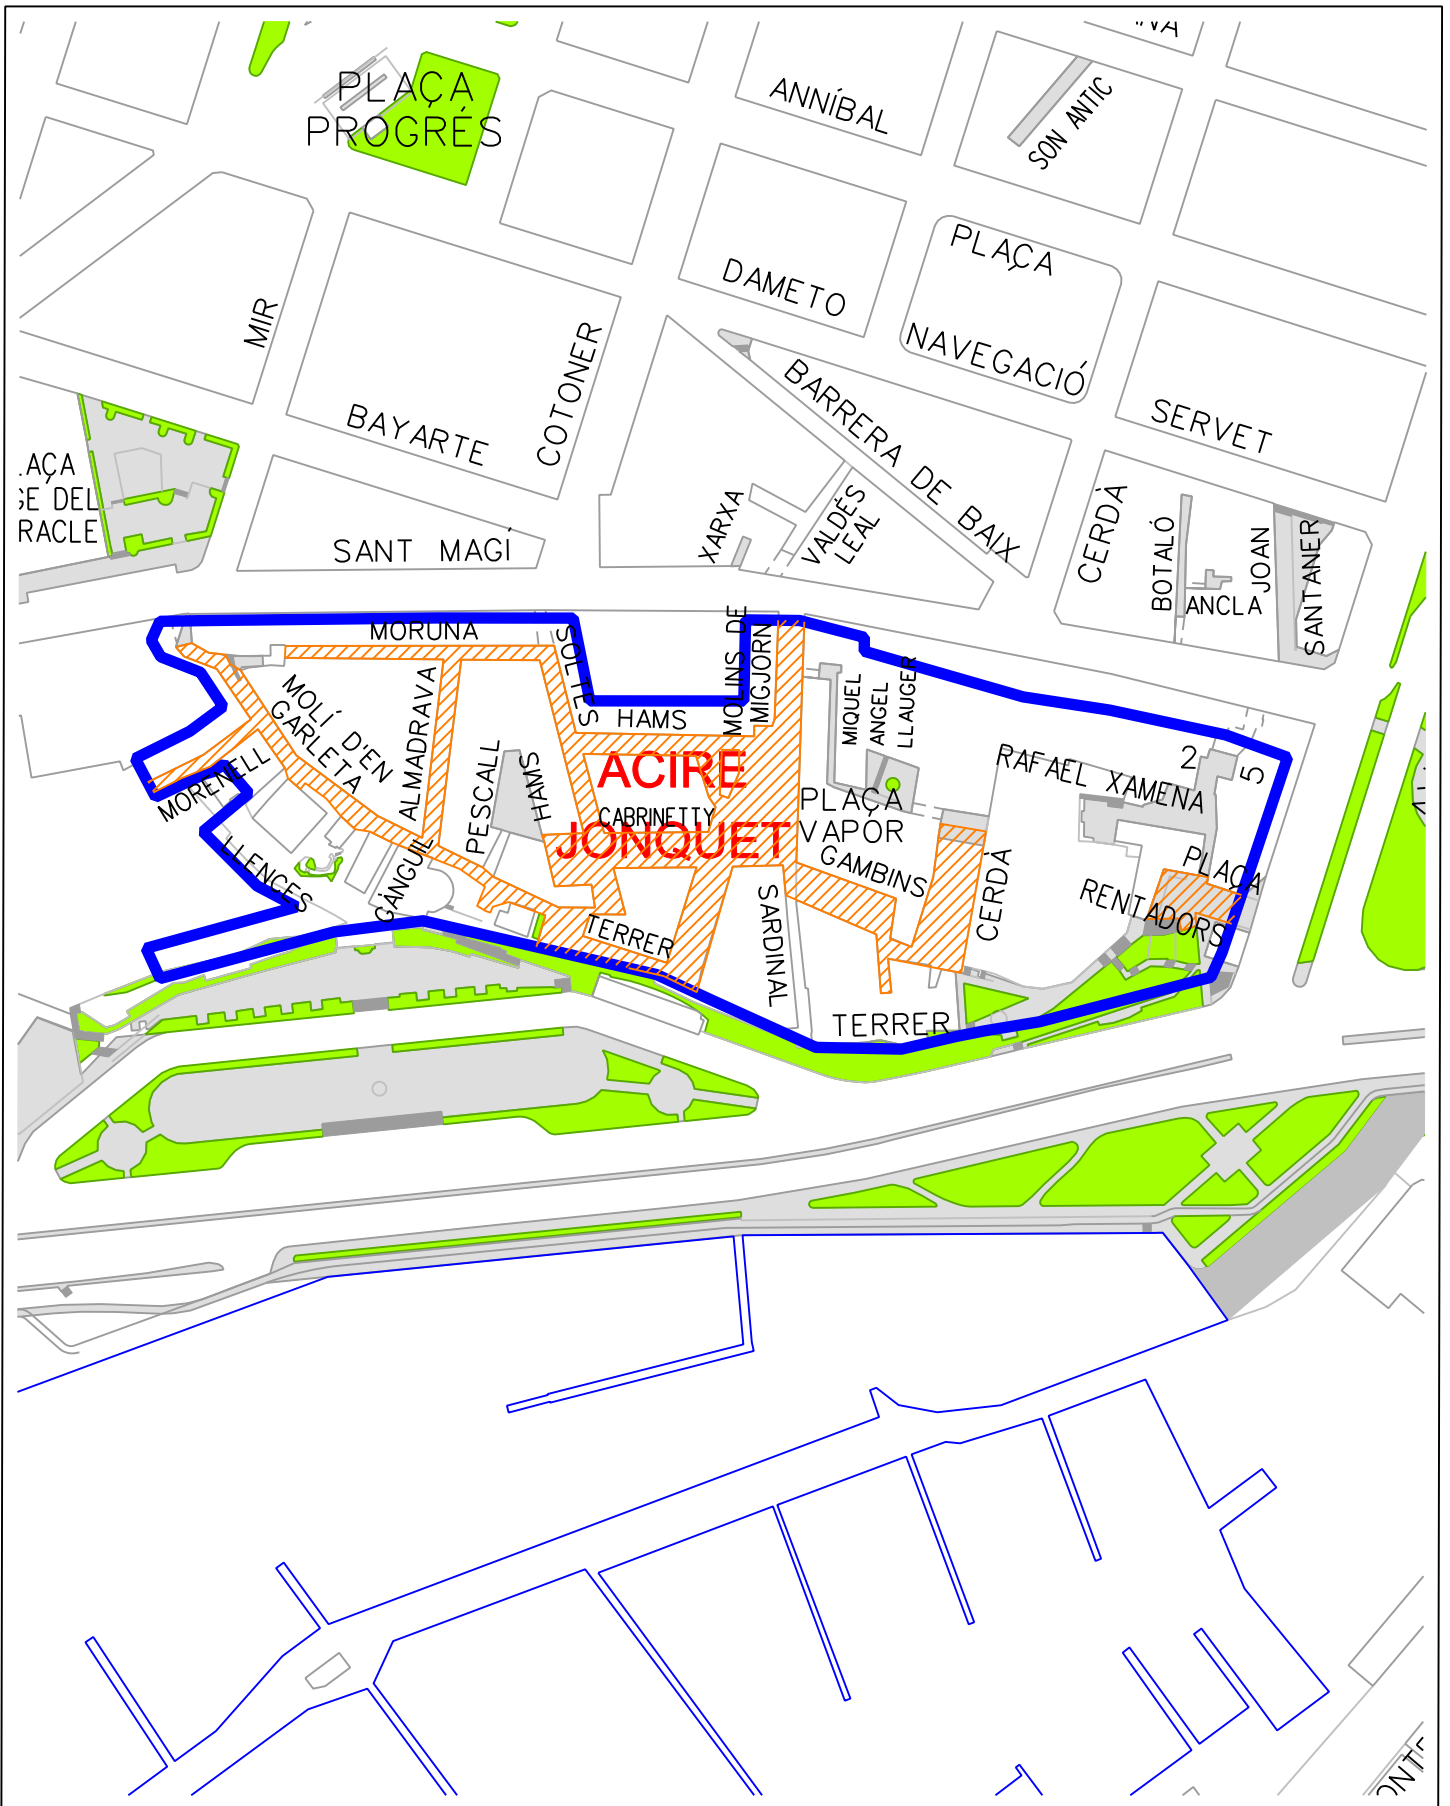 PLAÇA
PROGRÉS
ANNÍBAL
SON ANTIC
PLAÇA
NAVEGACIÓ
DAMETO
MIR
COTONER
BAYARTE
BARRERA DE BAIX
SERVET
SANT MAGÍ
XARXA
VALDÉS
LEAL
CERDÀ
BOTALÓ
ANCLA
JOAN
SANTANER
MORUNA
SOLTES
HAMS
MOLINS DE
MIGJORN
MIQUEL
ANGEL
LLAUGER
MOLÍ D'EN
GARLETA
ALMADRAVA
PESCALL
HAMS
ACIRE
CABRINETTY
JONQUET
PLAÇA
VAPOR
RAFAEL XAMENA
2
5
MORENELL
LLENCES
GÀNGUIL
GAMBINS
CERDÀ
PLAÇA
RENTADORS
TERRER
SARDINAL
TERRER